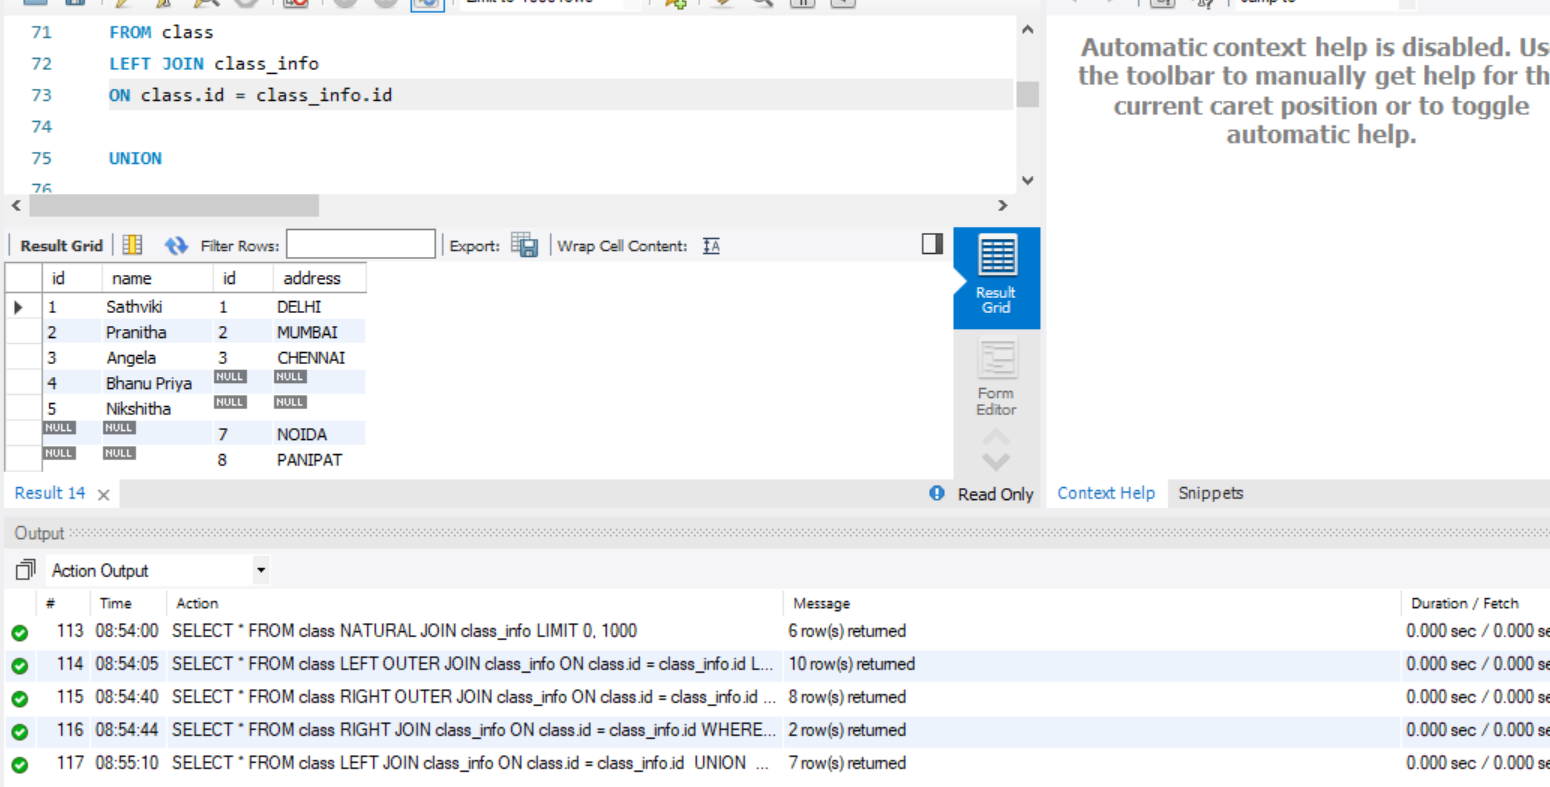 71 FROM class
72 LEFT JOIN class_info
73 ON class.id = class_info.id
74
75 UNION
76
Automatic context help is disabled. Us
the toolbar to manually get help for th
current caret position or to toggle
automatic help.
Result Grid Filter Rows: Export: Wrap Cell Content: IA
id name id address
1 Sathviki 1 DELHI
2 Pranitha 2 MUMBAI
3 Angela 3 CHENNAI
4 Bhanu Priya NULL NULL
5 Nikshitha NULL NULL
NULL NULL 7 NOIDA
NULL NULL 8 PANIPAT
Result
Grid
Form
Editor
Result 14 Read Only Context Help Snippets
Output
Action Output
# Time Action Message Duration / Fetch
113 08:54:00 SELECT * FROM class NATURAL JOIN class_info LIMIT 0, 1000 6 row(s) returned 0.000 sec / 0.000 se
114 08:54:05 SELECT * FROM class LEFT OUTER JOIN class_info ON class.id = class_info.id L... 10 row(s) returned 0.000 sec / 0.000 se
115 08:54:40 SELECT * FROM class RIGHT OUTER JOIN class_info ON class.id = class_info.id ... 8 row(s) returned 0.000 sec / 0.000 se
116 08:54:44 SELECT * FROM class RIGHT JOIN class_info ON class.id = class_info.id WHERE... 2 row(s) returned 0.000 sec / 0.000 se
117 08:55:10 SELECT * FROM class LEFT JOIN class_info ON class.id = class_info.id UNION ... 7 row(s) returned 0.000 sec / 0.000 se